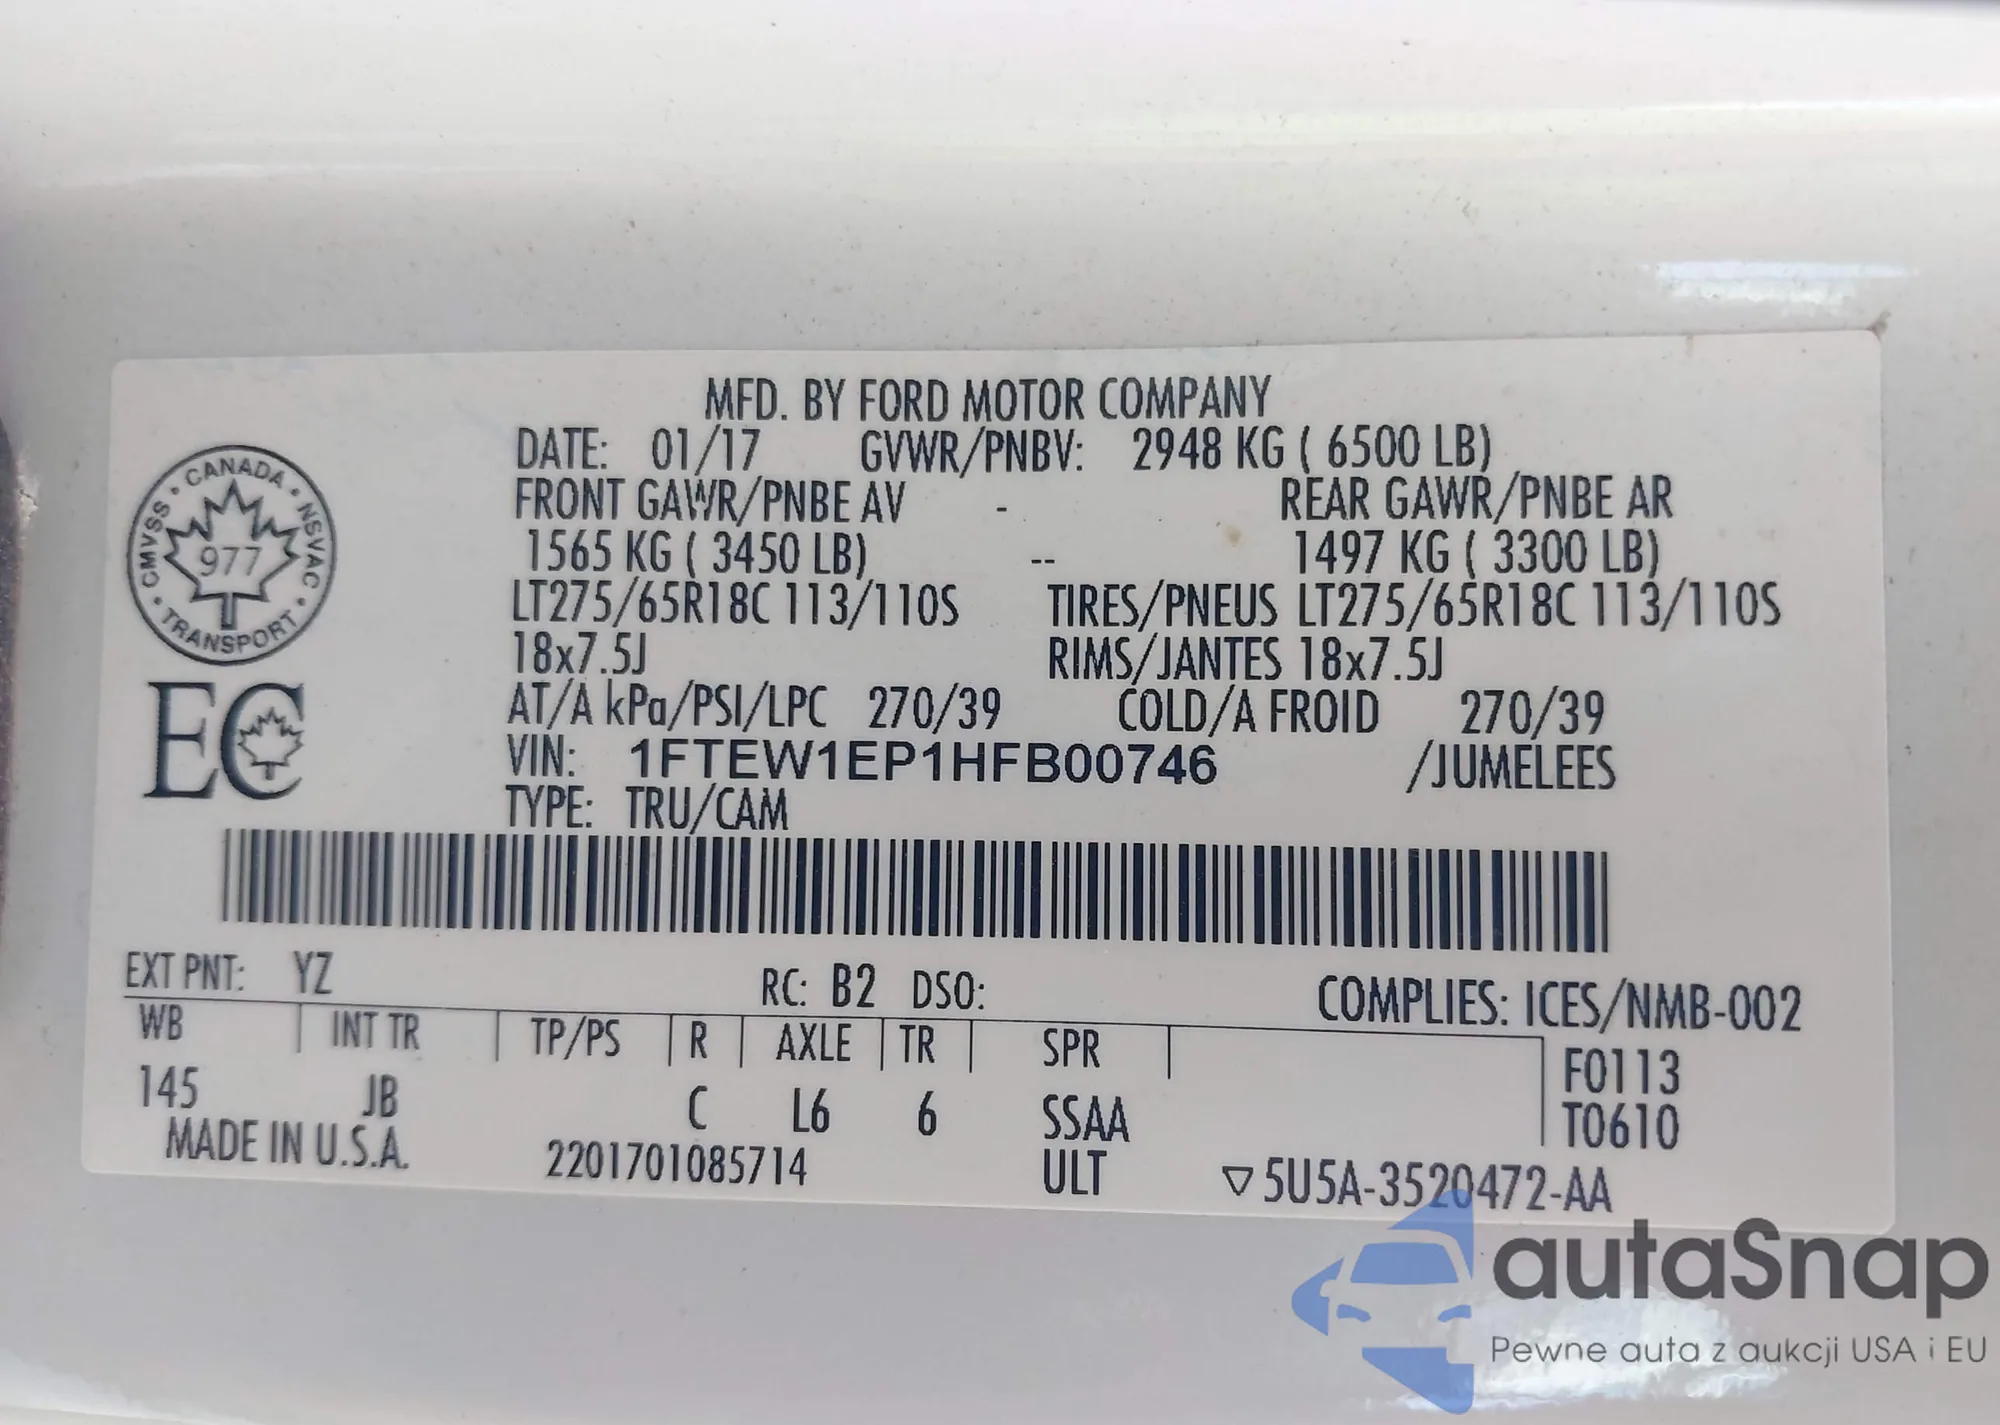 MFD. BY FORD MOTOR COMPANY
DATE: 01/17 GVWR/PNBV: 2948 KG ( 6500 LB)
FRONT GAWR/PNBE AV - REAR GAWR/PNBE AR
1565 KG ( 3450 LB) -- 1497 KG ( 3300 LB)
LT275/65R18C 113/110S TIRES/PNEUS LT275/65R18C 113/110S
18x7.5J RIMS/JANTES 18x7.5J
AT/A kPa/PSI/LPC 270/39 COLD/A FROID 270/39
VIN: 1FTEW1EP1HFB00746 /JUMELEES
TYPE: TRU/CAM
CANADA
CMVSS • NSVAC
977
TRANSPORT
EC
EXT PNT: YZ RC: B2 DSO: COMPLIES: ICES/NMB-002
WB INT TR TP/PS R AXLE TR SPR F0113
145 JB C L6 6 SSAA T0610
MADE IN U.S.A. 2201701085714 ULT ▽5U5A-3520472-AA
autaSnap
Pewne auta z aukcji USA i EU